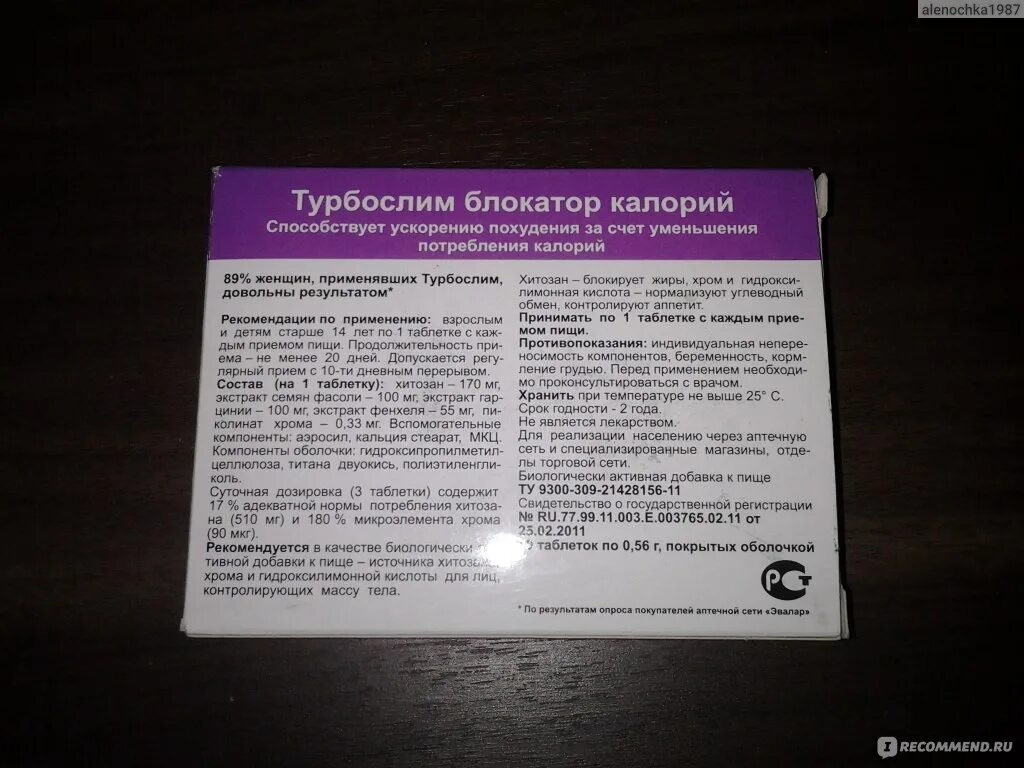 alenochka1987
Турбослим блокатор калорий
Способствует ускорению похудения за счет уменьшения
потребления калорий
89% женщин, применявших Турбослим,
довольны результатом*
Рекомендации по применению: взрослым
и детям старше 14 лет по 1 таблетке с каж-
дым приемом пищи. Продолжительность при-
ема – не менее 20 дней. Допускается регу-
лярный прием с 10-ти дневным перерывом.
Состав (на 1 таблетку): хитозан – 170 мг,
экстракт семян фасоли – 100 мг, экстракт гар-
цинии – 100 мг, экстракт фенхеля – 55 мг, пи-
колинат хрома – 0,33 мг. Вспомогательные
компоненты: аэросил, кальция стеарат, МКЦ.
Компоненты оболочки: гидроксипропилметил-
целлюлоза, титана двуокись, полиэтиленгли-
коль.
Суточная дозировка (3 таблетки) содержит
17 % адекватной нормы потребления хитоза-
на (510 мг) и 180 % микроэлемента хрома
(90 мкг).
Рекомендуется в качестве биологически
тивной добавки к пище – источника хитозана,
хрома и гидроксилимонной кислоты для лиц,
контролирующих массу тела.
Хитозан – блокирует жиры, хром и гидрокси-
лимонная кислота – нормализуют углеводный
обмен, контролируют аппетит.
Принимать по 1 таблетке с каждым прие-
мом пищи.
Противопоказания: индивидуальная непере-
носимость компонентов, беременность, корм-
ление грудью. Перед применением необходи-
мо проконсультироваться с врачом.
Хранить при температуре не выше 25° С.
Срок годности - 2 года.
Не является лекарством.
Для реализации населению через аптечную
сеть и специализированные магазины, отде-
лы торговой сети.
Биологически активная добавка к пище
ТУ 9300-309-21428156-11
Свидетельство о государственной регистрации
№ RU.77.99.11.003.Е.003765.02.11 от
25.02.2011
таблеток по 0,56 г, покрытых оболочкой
РСТ
* По результатам опроса покупателей аптечной сети «Эвалар»
IRECOMMEND.RU